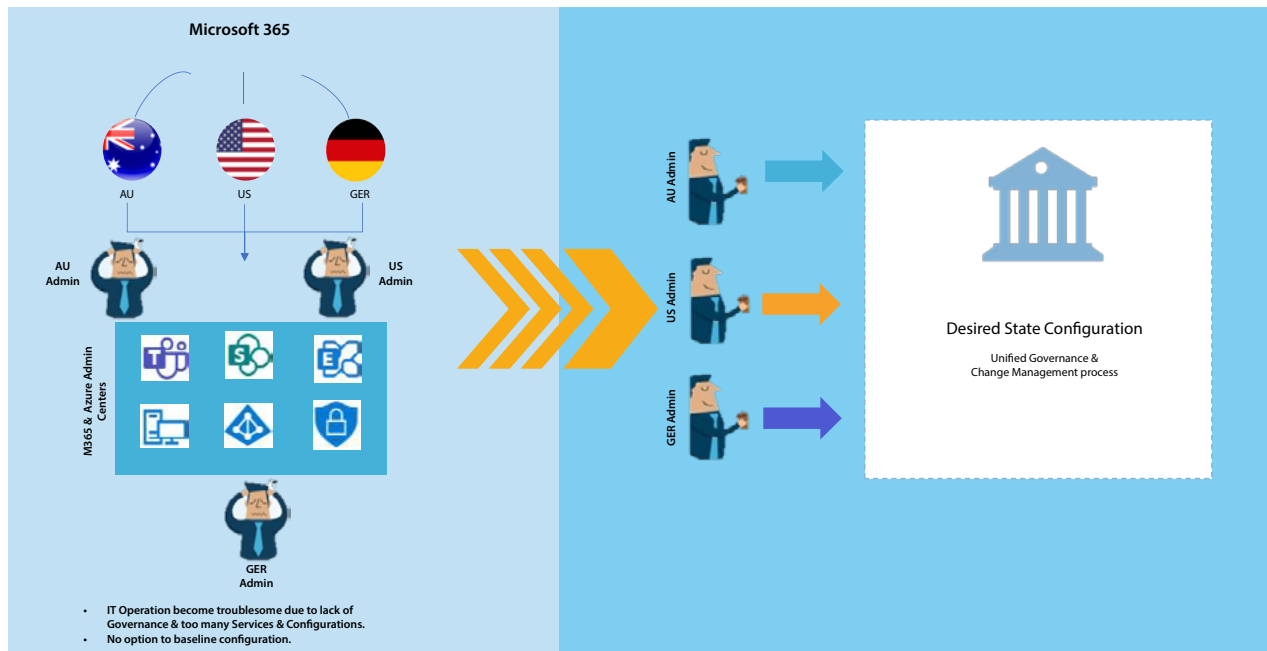 Microsoft 365
AU
US
GER
AU
Admin
US
Admin
M365 & Azure Admin
Centers
T
S
E
GER
Admin
• IT Operation become troublesome due to lack of
Governance & too many Services & Configurations.
• No option to baseline configuration.
AU Admin
US Admin
GER Admin
Desired State Configuration
Unified Governance &
Change Management process